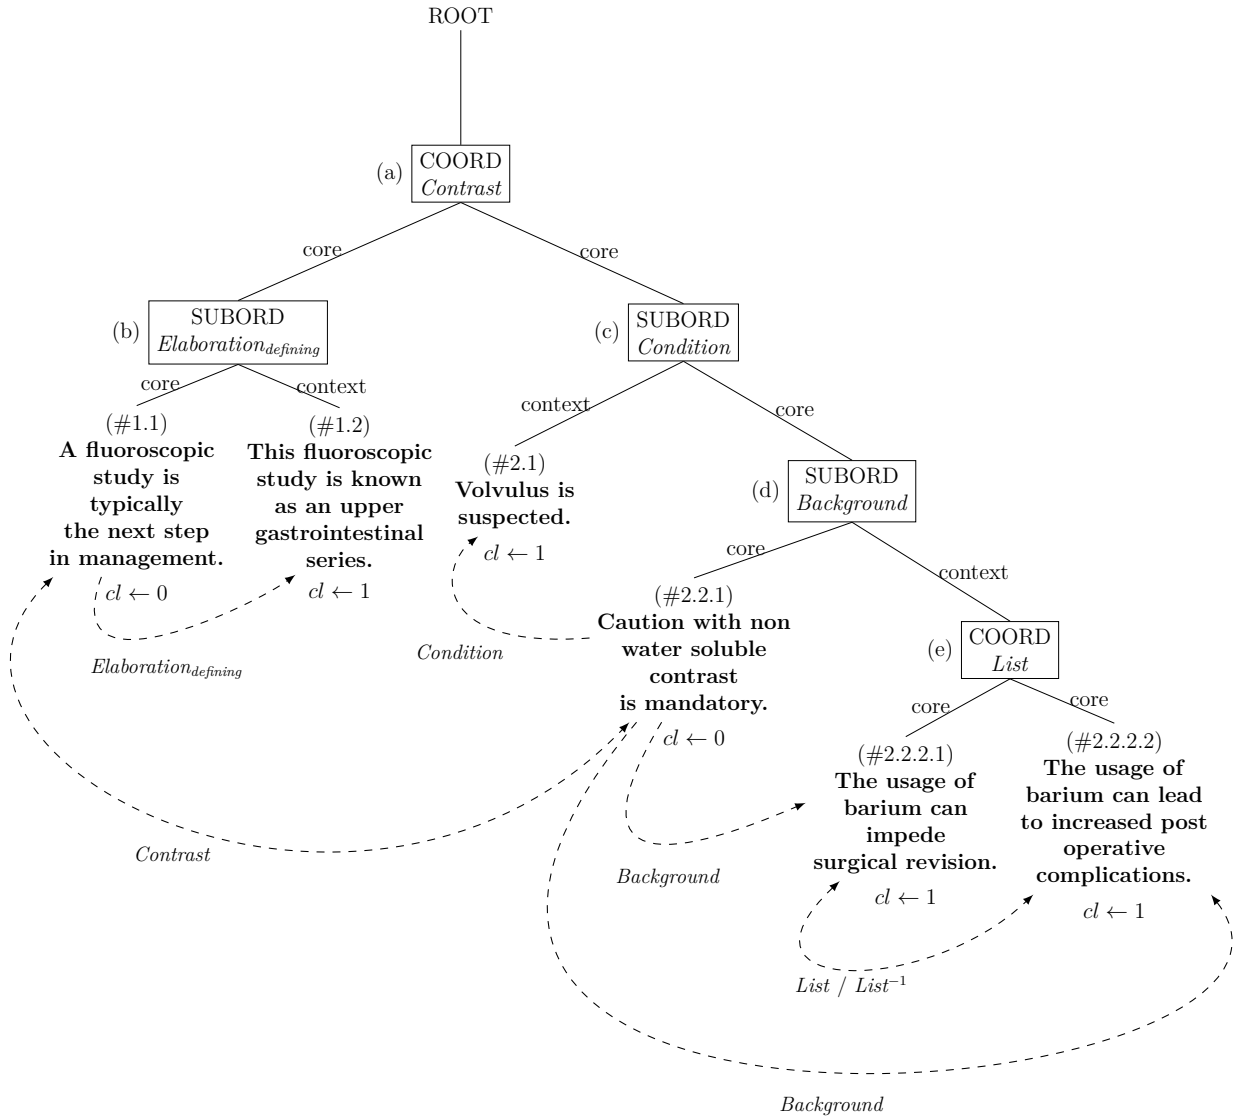 ROOT
(a)
COORD
Contrast
core
core
(b)
SUBORD
Elaboration_defining
(c)
SUBORD
Condition
core
context
context
core
(#1.1)
A fluoroscopic
study is
typically
the next step
in management.
cl ← 0
(#1.2)
This fluoroscopic
study is known
as an upper
gastrointestinal
series.
cl ← 1
(#2.1)
Volvulus is
suspected.
cl ← 1
(d)
SUBORD
Background
core
context
Elaboration_defining
Condition
(#2.2.1)
Caution with non
water soluble
contrast
is mandatory.
cl ← 0
(e)
COORD
List
core
core
(#2.2.2.1)
The usage of
barium can
impede
surgical revision.
cl ← 1
(#2.2.2.2)
The usage of
barium can lead
to increased post
operative
complications.
cl ← 1
Contrast
Background
List / List⁻¹
Background